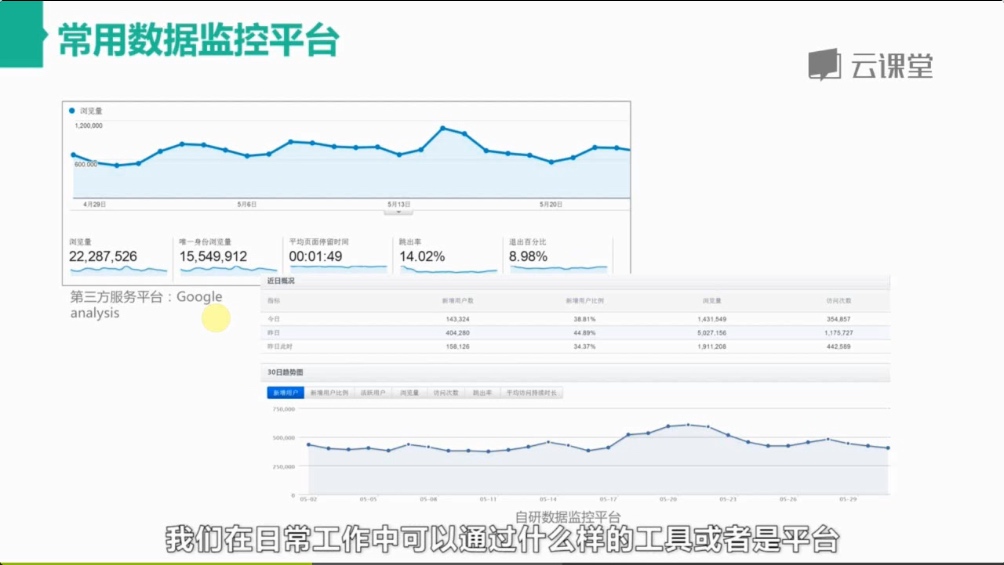 常用数据监控平台
云课堂
浏览量
1,200,000
600,000
4月29日 5月6日 5月13日 5月20日
浏览量 唯一身份浏览量 平均页面停留时间 跳出率 退出百分比
22,287,526 15,549,912 00:01:49 14.02% 8.98%
第三方服务平台：Google
analysis
近日概况
指标 新增用户数 新增用户比例 浏览量 访问次数
今日 143,324 38.81% 1,431,549 354,857
昨日 404,280 44.89% 5,027,156 1,175,727
昨日此时 158,126 34.37% 1,911,208 442,589
30日趋势图
新增用户 新增用户比例 活跃用户 浏览量 访问次数 跳出率 平均访问持续时长
750,000
500,000
250,000
0
05-02 05-05 05-08 05-11 05-14 05-17 05-20 05-23 05-26 05-29
自研数据监控平台
我们在日常工作中可以通过什么样的工具或者是平台